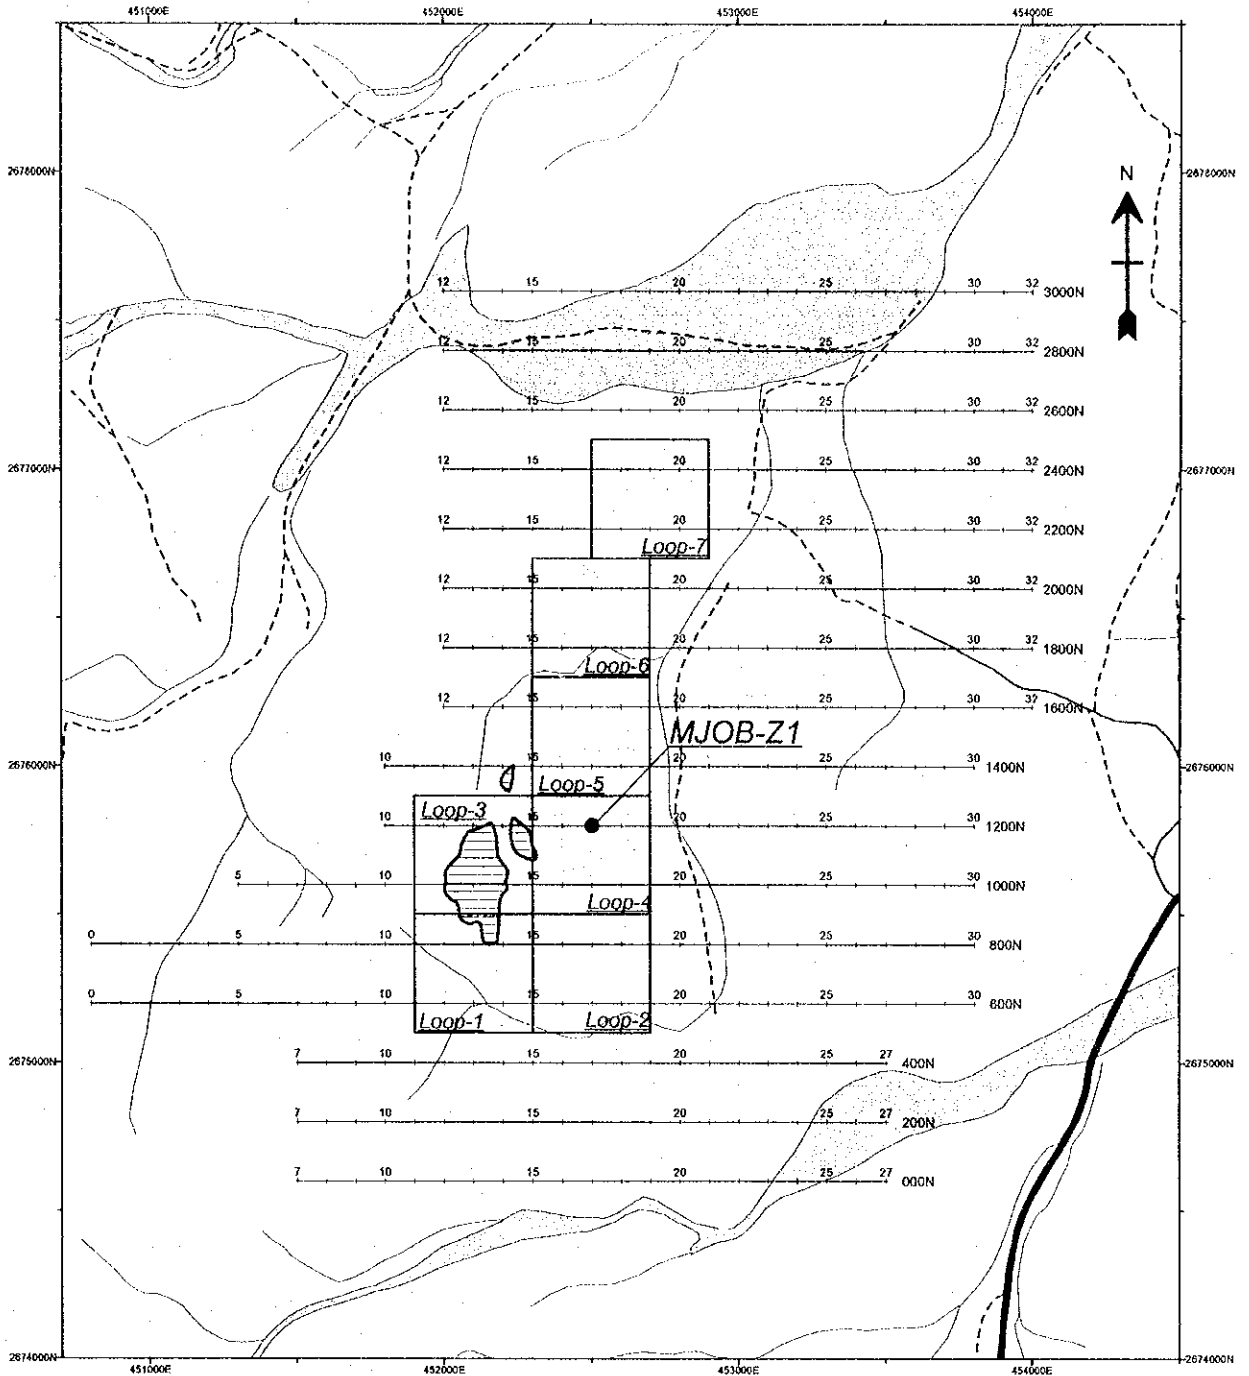 451000E 452000E 453000E 454000E
2678000N 2678000N
N
12 15 20 25 30 32 3000N
12 15 20 25 30 32 2800N
12 15 20 25 30 32 2600N
2677000N 12 15 20 25 30 32 2400N 2677000N
12 15 20 25 30 32 2200N
Loop-7
12 15 20 25 30 32 2000N
12 15 20 25 30 32 1800N
Loop-6
12 15 20 25 30 32 1600N
MJOB-Z1
2676000N 10 15 20 25 30 1400N 2676000N
Loop-5
Loop-3
10 15 20 25 30 1200N
5 10 15 20 25 30 1000N
Loop-4
0 5 10 15 20 25 30 800N
0 5 10 15 20 25 30 600N
Loop-1 Loop-2
2675000N 7 10 15 20 25 27 400N 2675000N
7 10 15 20 25 27 200N
7 10 15 20 25 27 000N
2674000N 2674000N
451000E 452000E 453000E 454000E